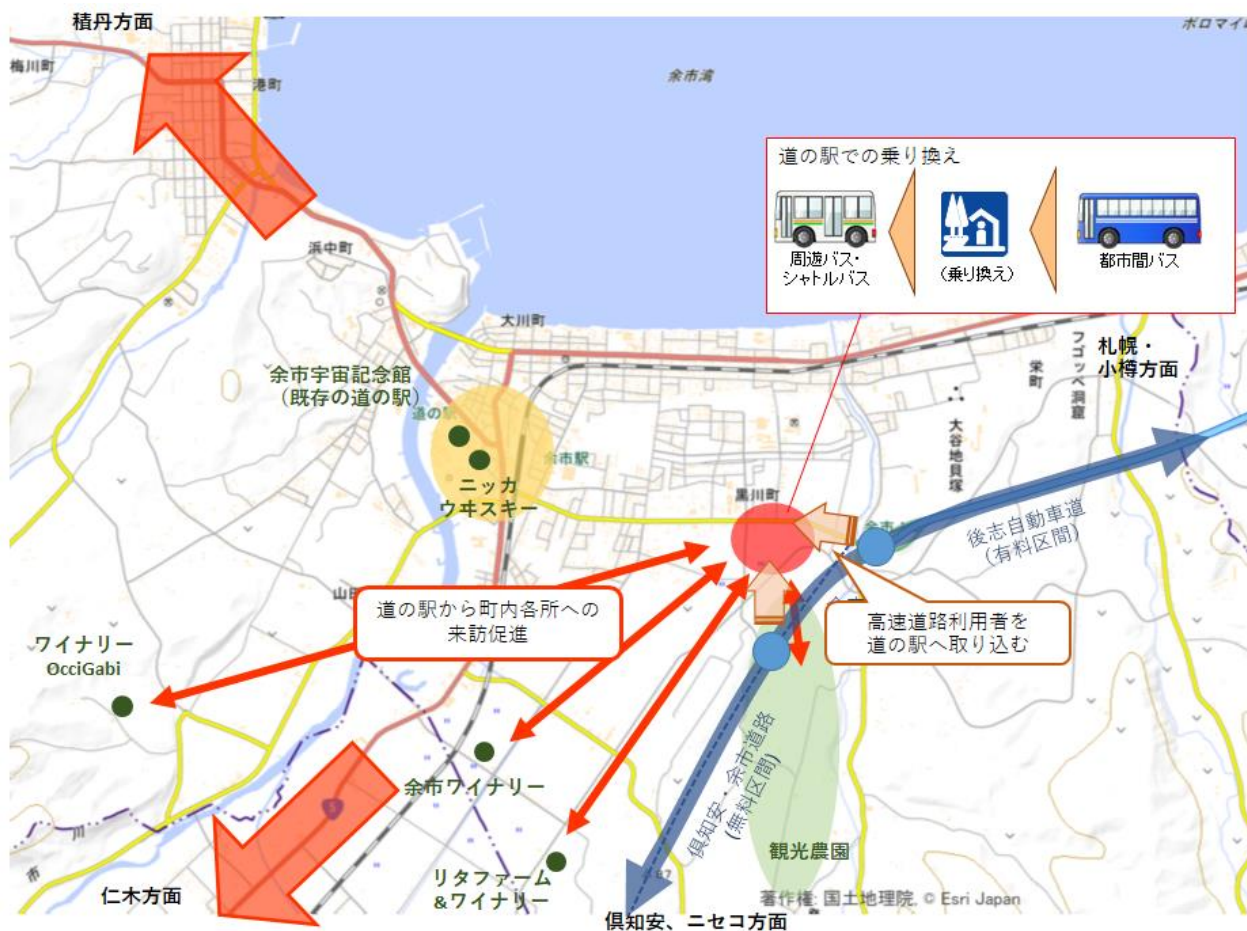 積丹方面
梅川町
港町
余市湾
道の駅での乗り換え
周遊バス・
シャトルバス
(乗り換え)
都市間バス
浜中町
大川町
余市宇宙記念館
(既存の道の駅)
道の駅
ニッカ
ウヰスキー
余市駅
黒川町
札幌・
小樽方面
フゴッペ洞窟
栄町
大谷地貝塚
後志自動車道
(有料区間)
高速道路利用者を
道の駅へ取り込む
道の駅から町内各所への
来訪促進
ワイナリー
OcciGabi
余市ワイナリー
リタファーム
&ワイナリー
倶知安・余市道路
(無料区間)
観光農園
5
川
市
仁木方面
倶知安、ニセコ方面
著作権: 国土地理院, © Esri Japan